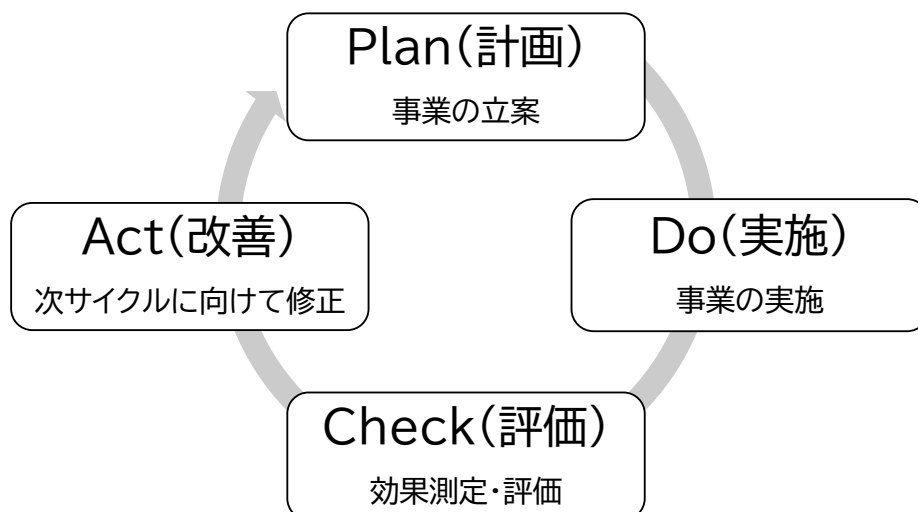 Plan(計画)
事業の立案
Do(実施)
事業の実施
Check(評価)
効果測定・評価
Act(改善)
次サイクルに向けて修正